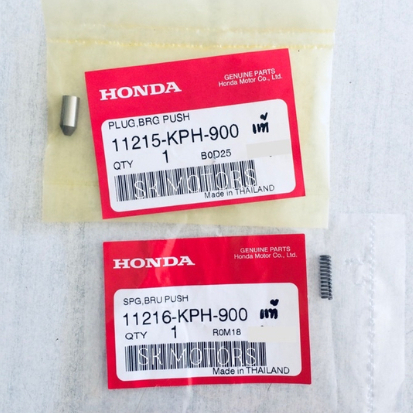 HONDA
GENUINE PARTS
Honda Motor Co., Ltd.
PLUG,BRG PUSH
11215-KPH-900 แท้
QTY 1 B0D25
SK MOTORS
Made in THAILAND
HONDA
GENUINE PARTS
Honda Motor Co., Ltd.
SPG,BRU PUSH
11216-KPH-900 แท้
QTY 1 R0M18
SK MOTORS
Made in THAILAND